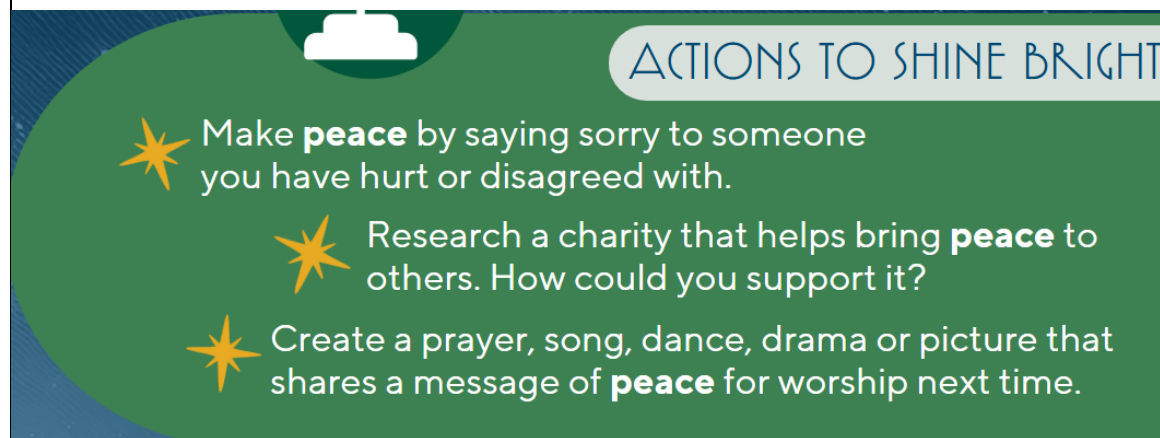 ACTIONS TO SHINE BRIGHT
Make peace by saying sorry to someone
you have hurt or disagreed with.
Research a charity that helps bring peace to
others. How could you support it?
Create a prayer, song, dance, drama or picture that
shares a message of peace for worship next time.